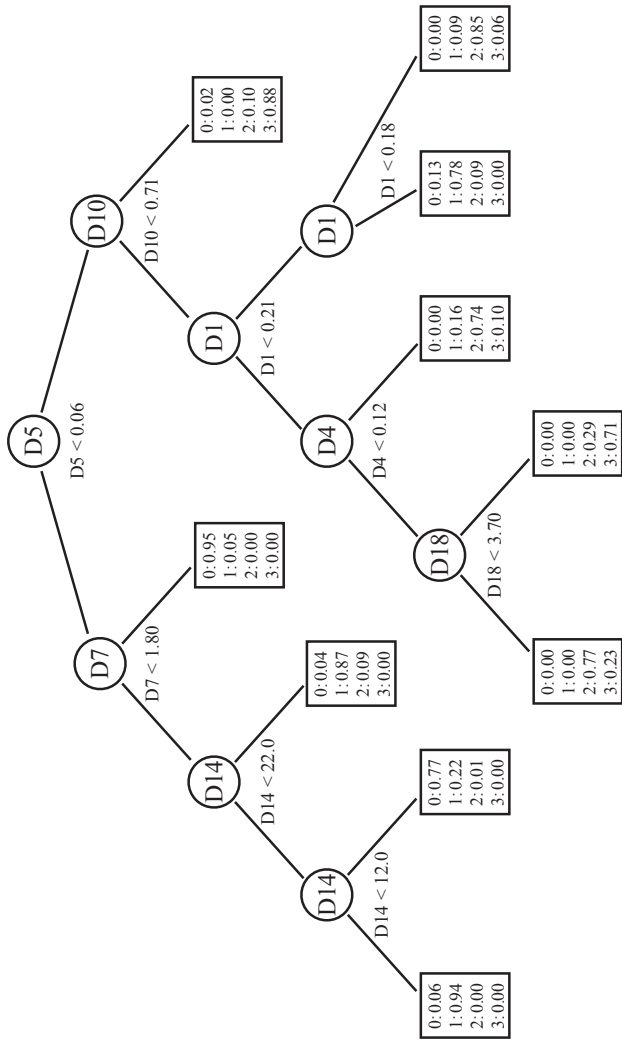 D5
D5 < 0.06
D7
D7 < 1.80
D10
D10 < 0.71
0: 0.95
1: 0.05
2: 0.00
3: 0.00
0: 0.02
1: 0.00
2: 0.10
3: 0.88
D14
D14 < 22.0
D1
D1 < 0.21
0: 0.04
1: 0.87
2: 0.09
3: 0.00
D14
D14 < 12.0
D4
D4 < 0.12
D1
D1 < 0.18
0: 0.06
1: 0.94
2: 0.00
3: 0.00
0: 0.77
1: 0.22
2: 0.01
3: 0.00
D18
D18 < 3.70
0: 0.00
1: 0.16
2: 0.74
3: 0.10
0: 0.13
1: 0.78
2: 0.09
3: 0.00
0: 0.00
1: 0.09
2: 0.85
3: 0.06
0: 0.00
1: 0.00
2: 0.77
3: 0.23
0: 0.00
1: 0.00
2: 0.29
3: 0.71